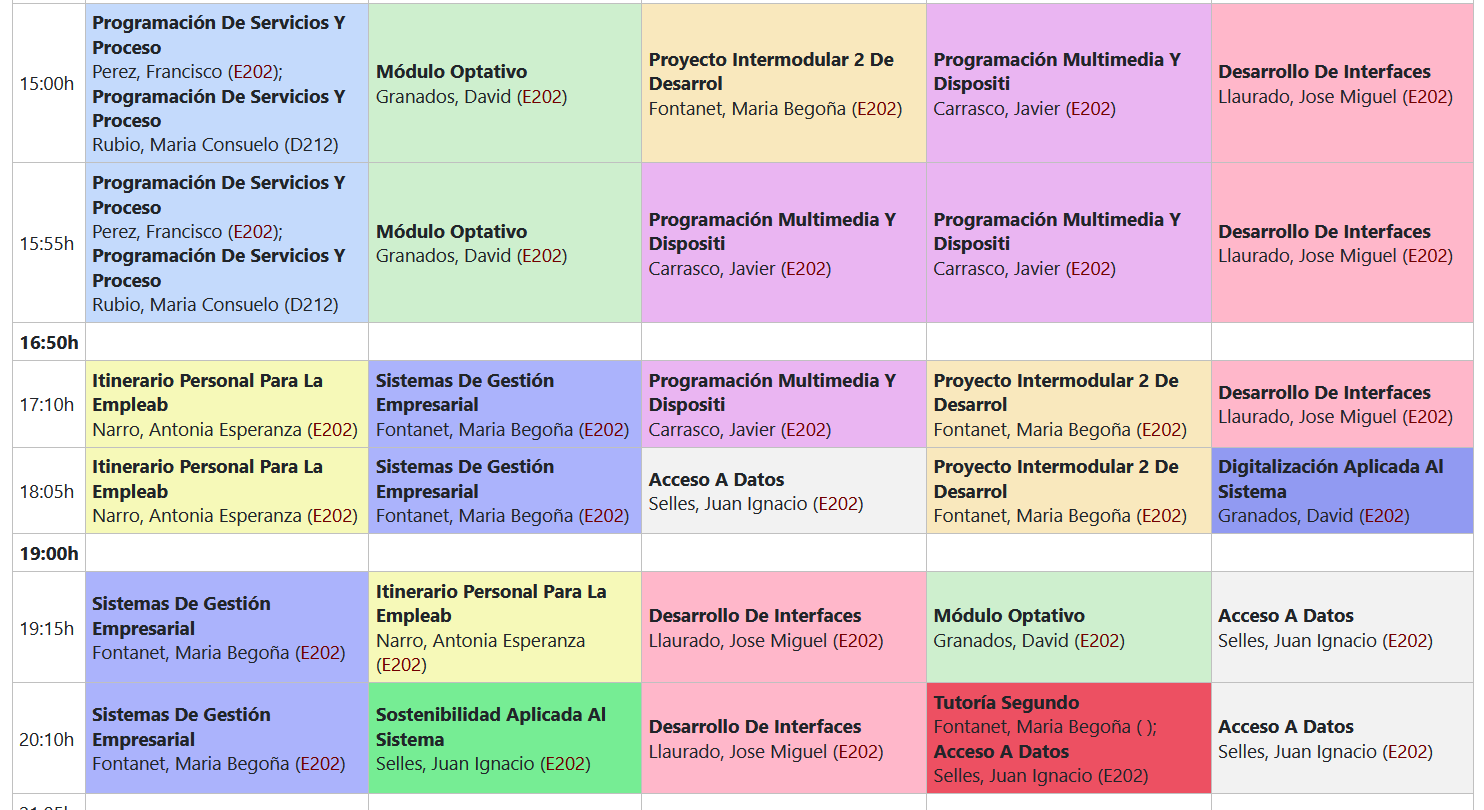 15:00h
Programación De Servicios Y
Proceso
Perez, Francisco (E202);
Programación De Servicios Y
Proceso
Rubio, Maria Consuelo (D212)
Módulo Optativo
Granados, David (E202)
Proyecto Intermodular 2 De
Desarrol
Fontanet, Maria Begoña (E202)
Programación Multimedia Y
Dispositi
Carrasco, Javier (E202)
Desarrollo De Interfaces
Llaurado, Jose Miguel (E202)
15:55h
Programación De Servicios Y
Proceso
Perez, Francisco (E202);
Programación De Servicios Y
Proceso
Rubio, Maria Consuelo (D212)
Módulo Optativo
Granados, David (E202)
Programación Multimedia Y
Dispositi
Carrasco, Javier (E202)
Programación Multimedia Y
Dispositi
Carrasco, Javier (E202)
Desarrollo De Interfaces
Llaurado, Jose Miguel (E202)
16:50h
17:10h
Itinerario Personal Para La
Empleab
Narro, Antonia Esperanza (E202)
Sistemas De Gestión
Empresarial
Fontanet, Maria Begoña (E202)
Programación Multimedia Y
Dispositi
Carrasco, Javier (E202)
Proyecto Intermodular 2 De
Desarrol
Fontanet, Maria Begoña (E202)
Desarrollo De Interfaces
Llaurado, Jose Miguel (E202)
18:05h
Itinerario Personal Para La
Empleab
Narro, Antonia Esperanza (E202)
Sistemas De Gestión
Empresarial
Fontanet, Maria Begoña (E202)
Acceso A Datos
Selles, Juan Ignacio (E202)
Proyecto Intermodular 2 De
Desarrol
Fontanet, Maria Begoña (E202)
Digitalización Aplicada Al
Sistema
Granados, David (E202)
19:00h
19:15h
Sistemas De Gestión
Empresarial
Fontanet, Maria Begoña (E202)
Itinerario Personal Para La
Empleab
Narro, Antonia Esperanza
(E202)
Desarrollo De Interfaces
Llaurado, Jose Miguel (E202)
Módulo Optativo
Granados, David (E202)
Acceso A Datos
Selles, Juan Ignacio (E202)
20:10h
Sistemas De Gestión
Empresarial
Fontanet, Maria Begoña (E202)
Sostenibilidad Aplicada Al
Sistema
Selles, Juan Ignacio (E202)
Desarrollo De Interfaces
Llaurado, Jose Miguel (E202)
Tutoría Segundo
Fontanet, Maria Begoña ( );
Acceso A Datos
Selles, Juan Ignacio (E202)
Acceso A Datos
Selles, Juan Ignacio (E202)